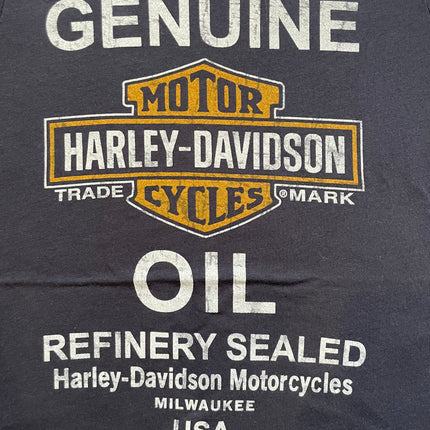 GENUINE
MOTOR
HARLEY-DAVIDSON
TRADE ®MARK
CYCLES
OIL
REFINERY SEALED
Harley-Davidson Motorcycles
MILWAUKEE
USA